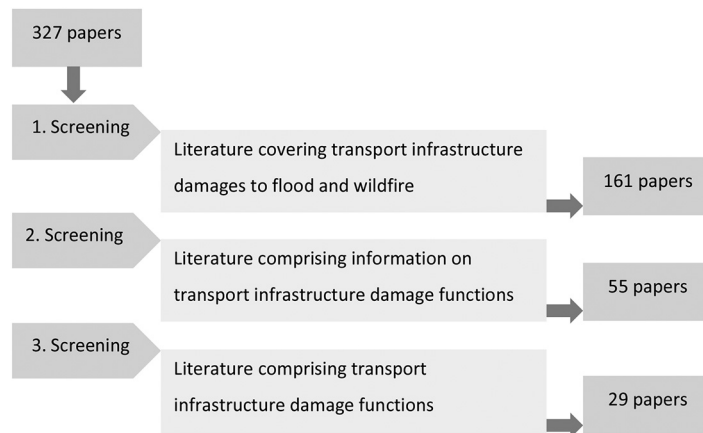 327 papers
1. Screening
Literature covering transport infrastructure
damages to flood and wildfire
161 papers
2. Screening
Literature comprising information on
transport infrastructure damage functions
55 papers
3. Screening
Literature comprising transport
infrastructure damage functions
29 papers